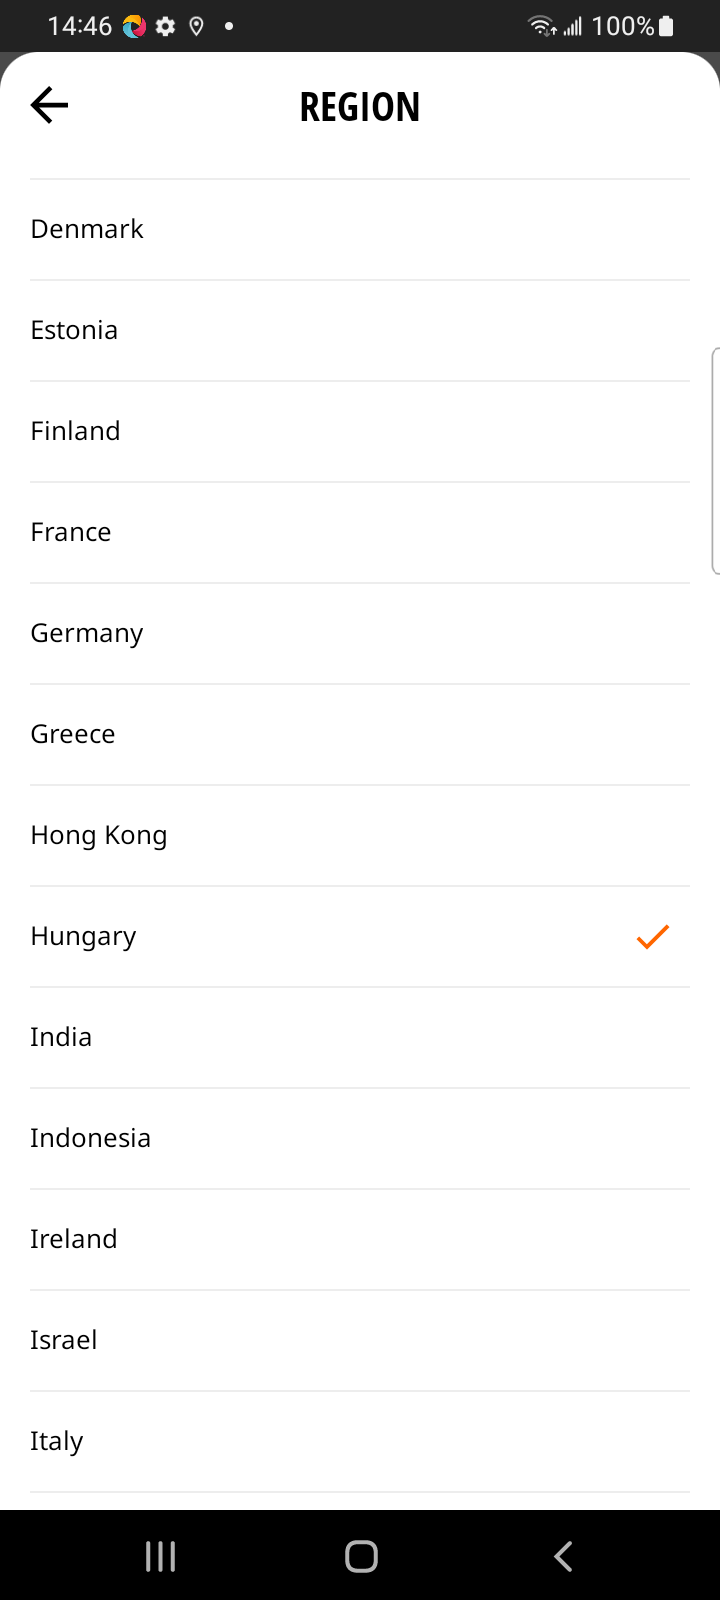 14:46
100%
REGION
Denmark
Estonia
Finland
France
Germany
Greece
Hong Kong
Hungary
India
Indonesia
Ireland
Israel
Italy